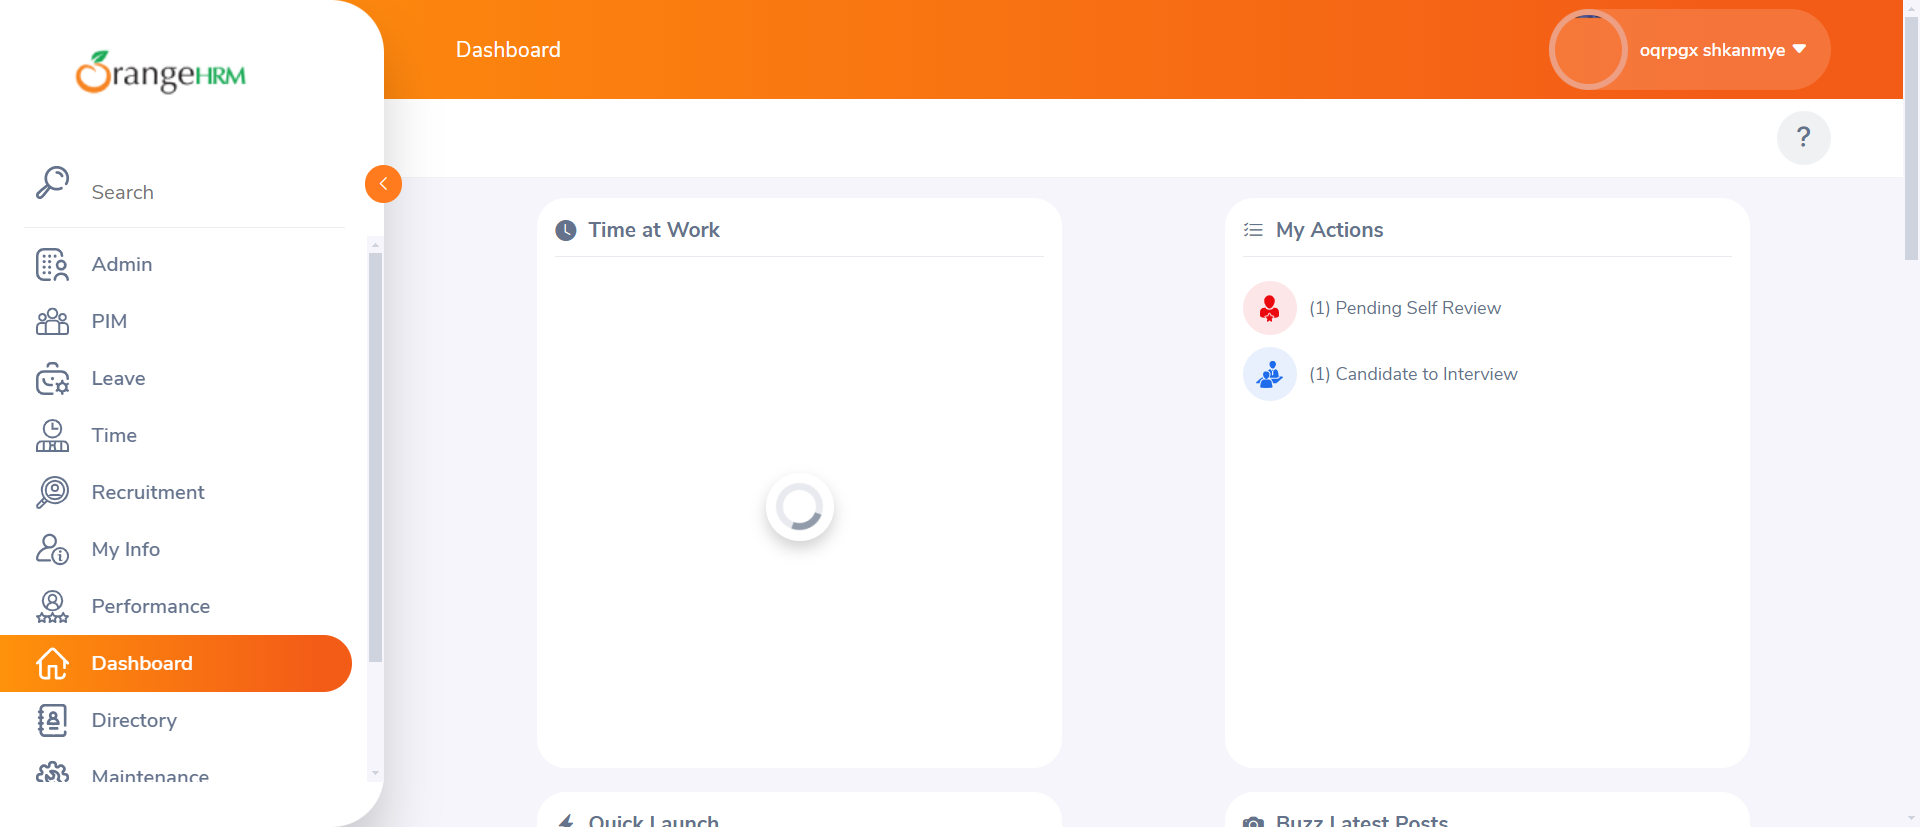 OrangeHRM
Dashboard
oqrpgx shkanmye
?
Search
Admin
PIM
Leave
Time
Recruitment
My Info
Performance
Dashboard
Directory
Maintenance
Time at Work
My Actions
(1) Pending Self Review
(1) Candidate to Interview
Quick Launch
Buzz Latest Posts